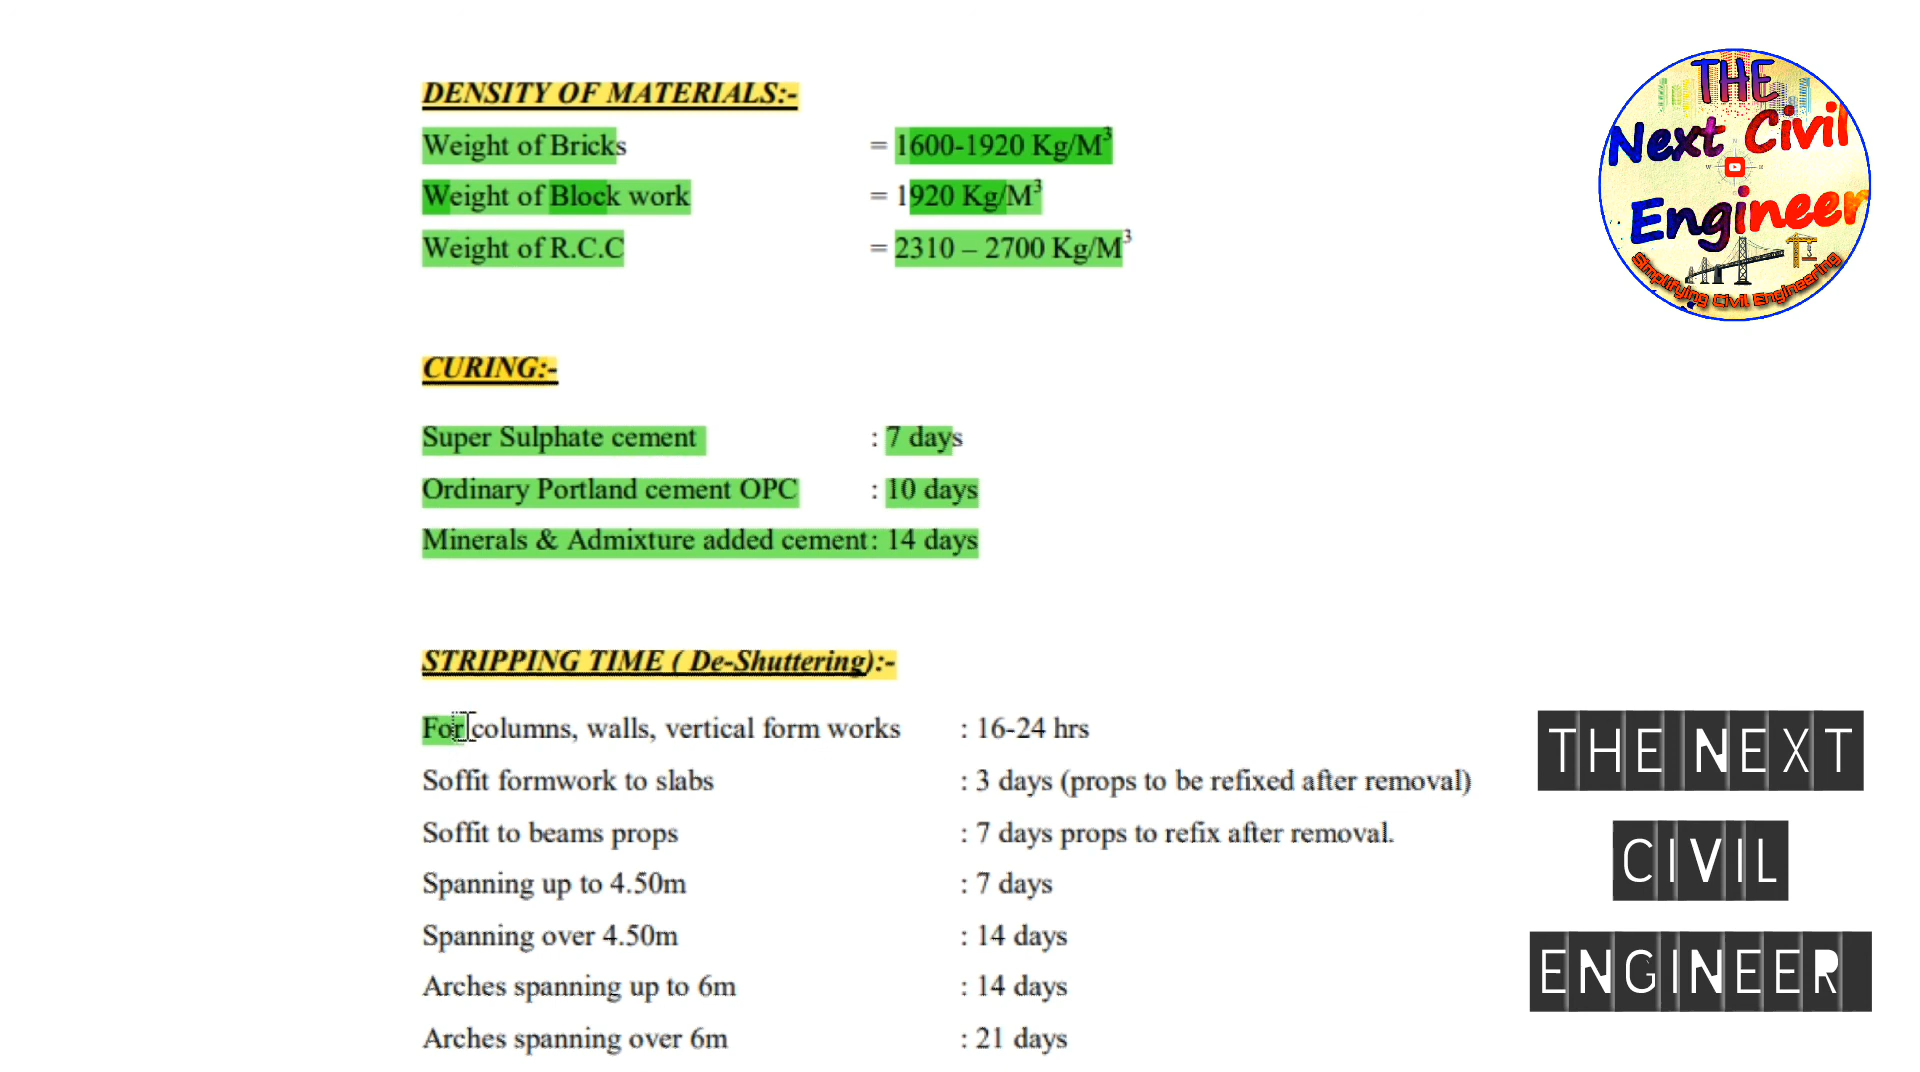 DENSITY OF MATERIALS:-
Weight of Bricks = 1600-1920 Kg/M³
Weight of Block work = 1920 Kg/M³
Weight of R.C.C = 2310 – 2700 Kg/M³
CURING:-
Super Sulphate cement : 7 days
Ordinary Portland cement OPC : 10 days
Minerals & Admixture added cement : 14 days
STRIPPING TIME ( De-Shuttering):-
For columns, walls, vertical form works : 16-24 hrs
Soffit formwork to slabs : 3 days (props to be refixed after removal)
Soffit to beams props : 7 days props to refix after removal.
Spanning up to 4.50m : 7 days
Spanning over 4.50m : 14 days
Arches spanning up to 6m : 14 days
Arches spanning over 6m : 21 days
THE
Next Civil
Engineer
Simplifying Civil Engineering
THE NEXT
CIVIL
ENGINEER